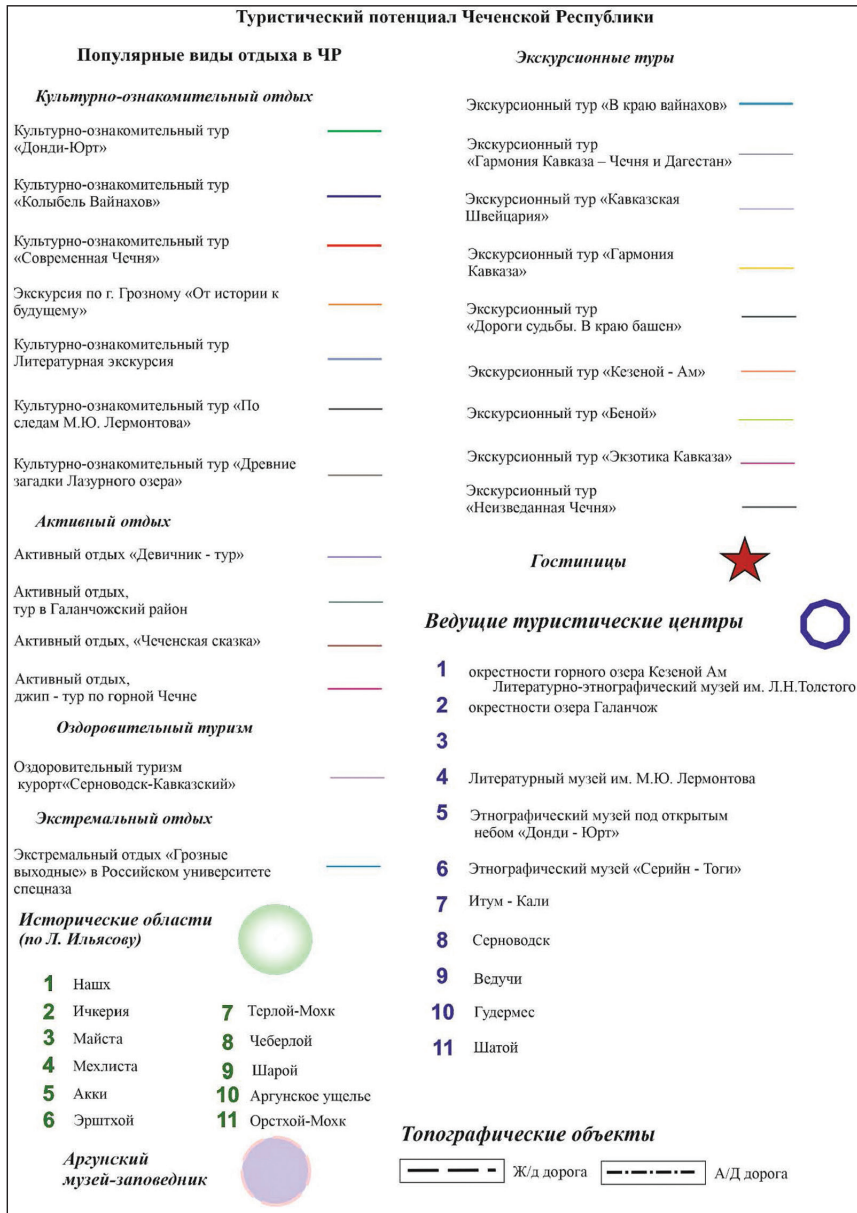 Туристический потенциал Чеченской Республики
Популярные виды отдыха в ЧР
Культурно-ознакомительный отдых
Культурно-ознакомительный тур
«Донди-Юрт»
Культурно-ознакомительный тур
«Колыбель Вайнахов»
Культурно-ознакомительный тур
«Современная Чечня»
Экскурсия по г. Грозному «От истории к
будущему»
Культурно-ознакомительный тур
Литературная экскурсия
Культурно-ознакомительный тур «По
следам М.Ю. Лермонтова»
Культурно-ознакомительный тур «Древние
загадки Лазурного озера»
Активный отдых
Активный отдых «Девичник - тур»
Активный отдых,
тур в Галанчожский район
Активный отдых, «Чеченская сказка»
Активный отдых,
джип - тур по горной Чечне
Оздоровительный туризм
Оздоровительный туризм
курорт«Серноводск-Кавказский»
Экстремальный отдых
Экстремальный отдых «Грозные
выходные» в Российском университете
спецназа
Исторические области
(по Л. Ильясову)
1 Нашх
2 Ичкерия
3 Майста
4 Мехлиста
5 Акки
6 Эрштхой
7 Терлой-Мохк
8 Чеберлой
9 Шарой
10 Аргунское ущелье
11 Орстхой-Мохк
Аргунский
музей-заповедник
Экскурсионные туры
Экскурсионный тур «В краю вайнахов»
Экскурсионный тур
«Гармония Кавказа – Чечня и Дагестан»
Экскурсионный тур «Кавказская
Швейцария»
Экскурсионный тур «Гармония
Кавказа»
Экскурсионный тур
«Дороги судьбы. В краю башен»
Экскурсионный тур «Кезеной - Ам»
Экскурсионный тур «Беной»
Экскурсионный тур «Экзотика Кавказа»
Экскурсионный тур
«Неизведанная Чечня»
Гостиницы
Ведущие туристические центры
1 окрестности горного озера Кезеной Ам
Литературно-этнографический музей им. Л.Н.Толстого
2 окрестности озера Галанчож
3
4 Литературный музей им. М.Ю. Лермонтова
5 Этнографический музей под открытым
небом «Донди - Юрт»
6 Этнографический музей «Серийн - Тоги»
7 Итум - Кали
8 Серноводск
9 Ведучи
10 Гудермес
11 Шатой
Топографические объекты
Ж/д дорога
А/Д дорога